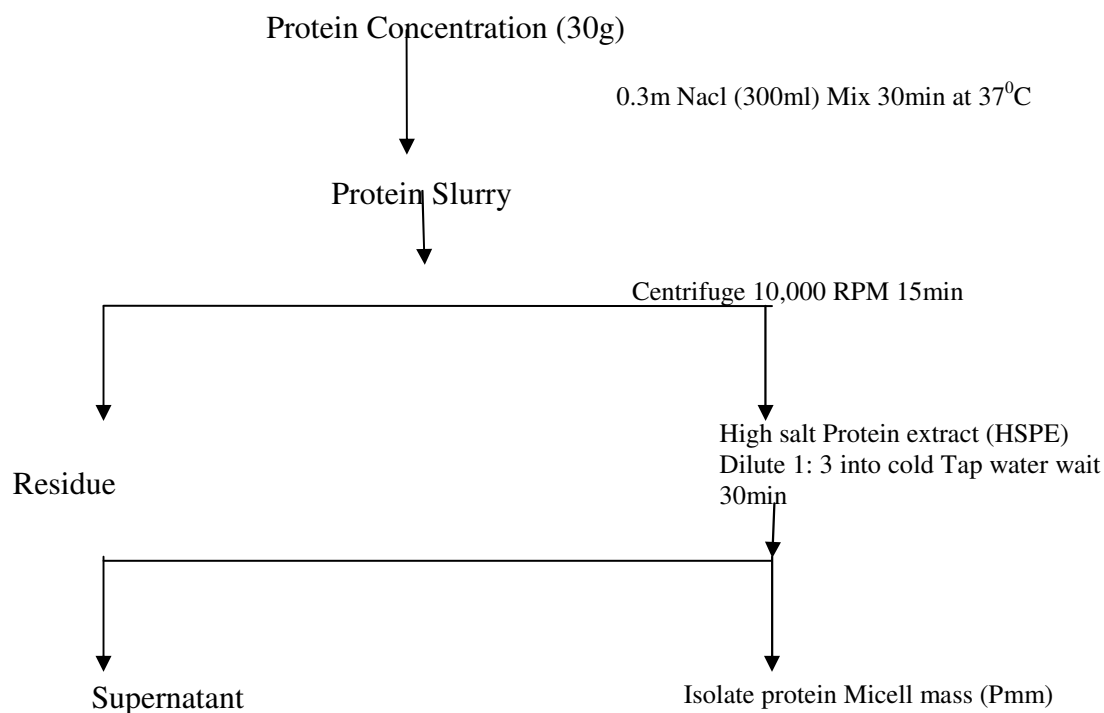 Protein Concentration (30g)
0.3m Nacl (300ml) Mix 30min at 37⁰C
Protein Slurry
Centrifuge 10,000 RPM 15min
High salt Protein extract (HSPE)
Dilute 1: 3 into cold Tap water wait
30min
Residue
Supernatant
Isolate protein Micell mass (Pmm)